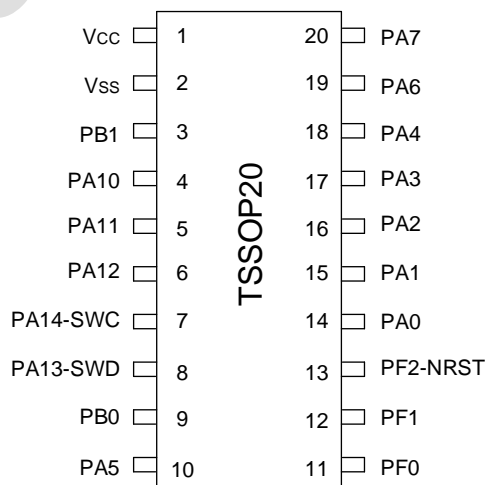 Vcc 1 20 PA7
Vss 2 19 PA6
PB1 3 18 PA4
PA10 4 17 PA3
PA11 5 16 PA2
PA12 6 15 PA1
PA14-SWC 7 14 PA0
PA13-SWD 8 13 PF2-NRST
PB0 9 12 PF1
PA5 10 11 PF0
TSSOP20